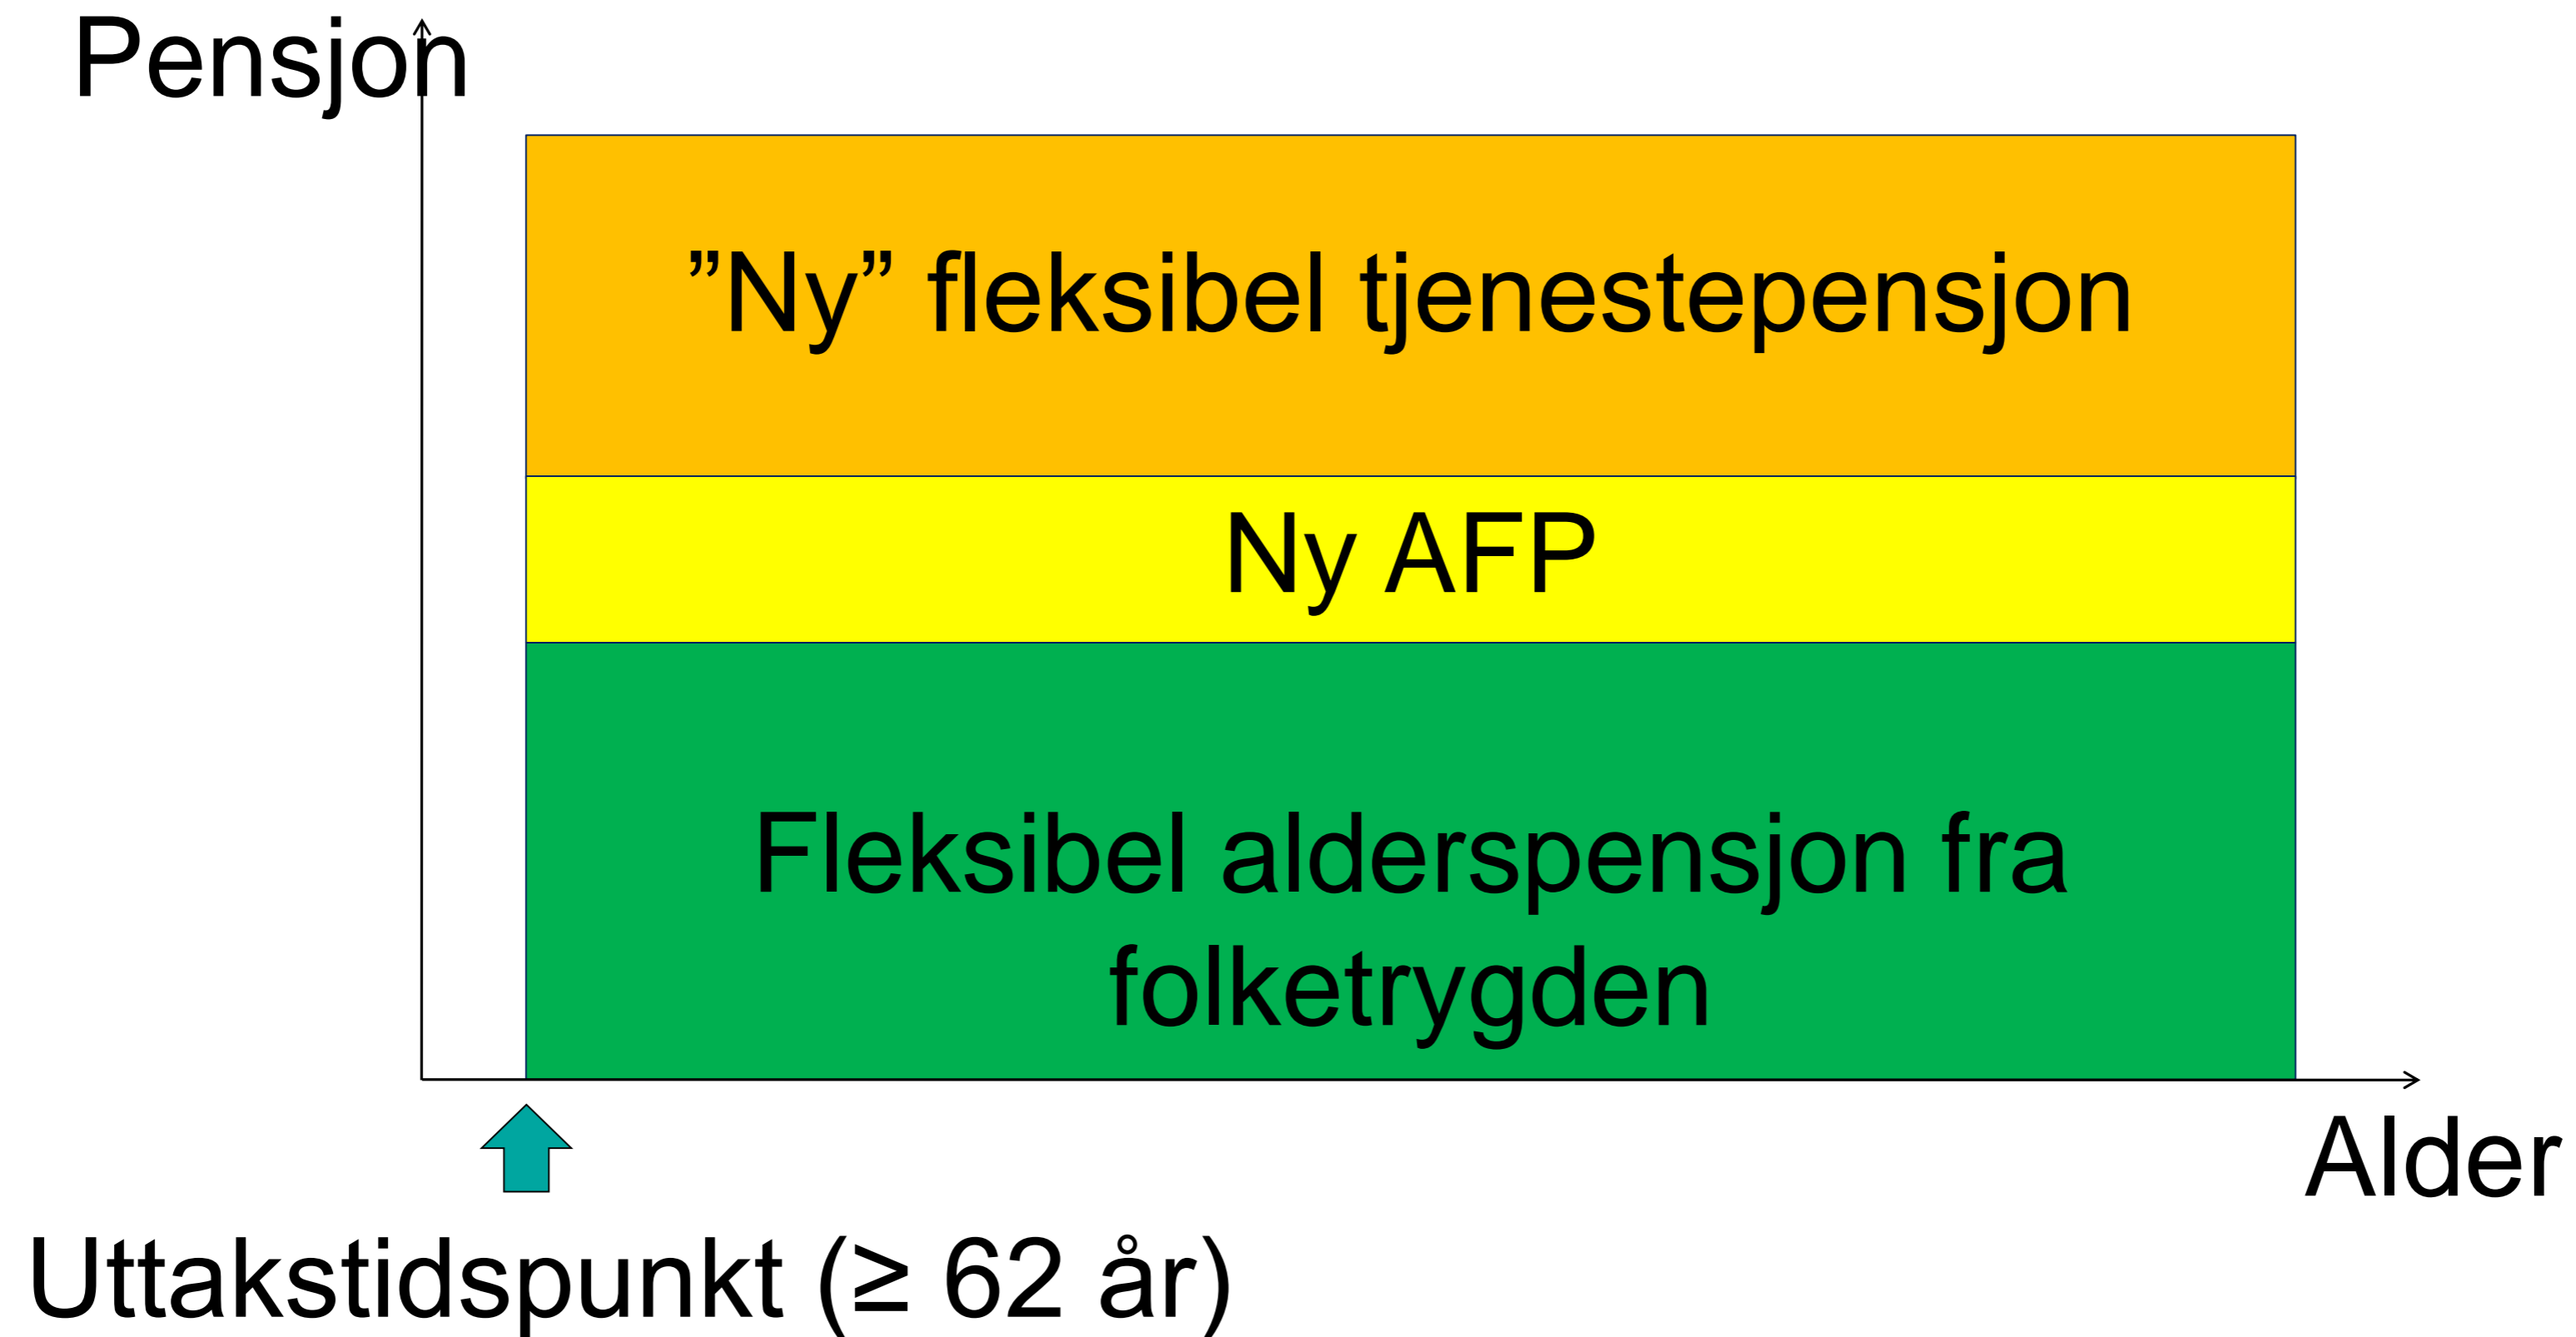 Pensjon
”Ny” fleksibel tjenestepensjon
Ny AFP
Fleksibel alderspensjon fra
folketrygden
Alder
Uttakstidspunkt (≥ 62 år)